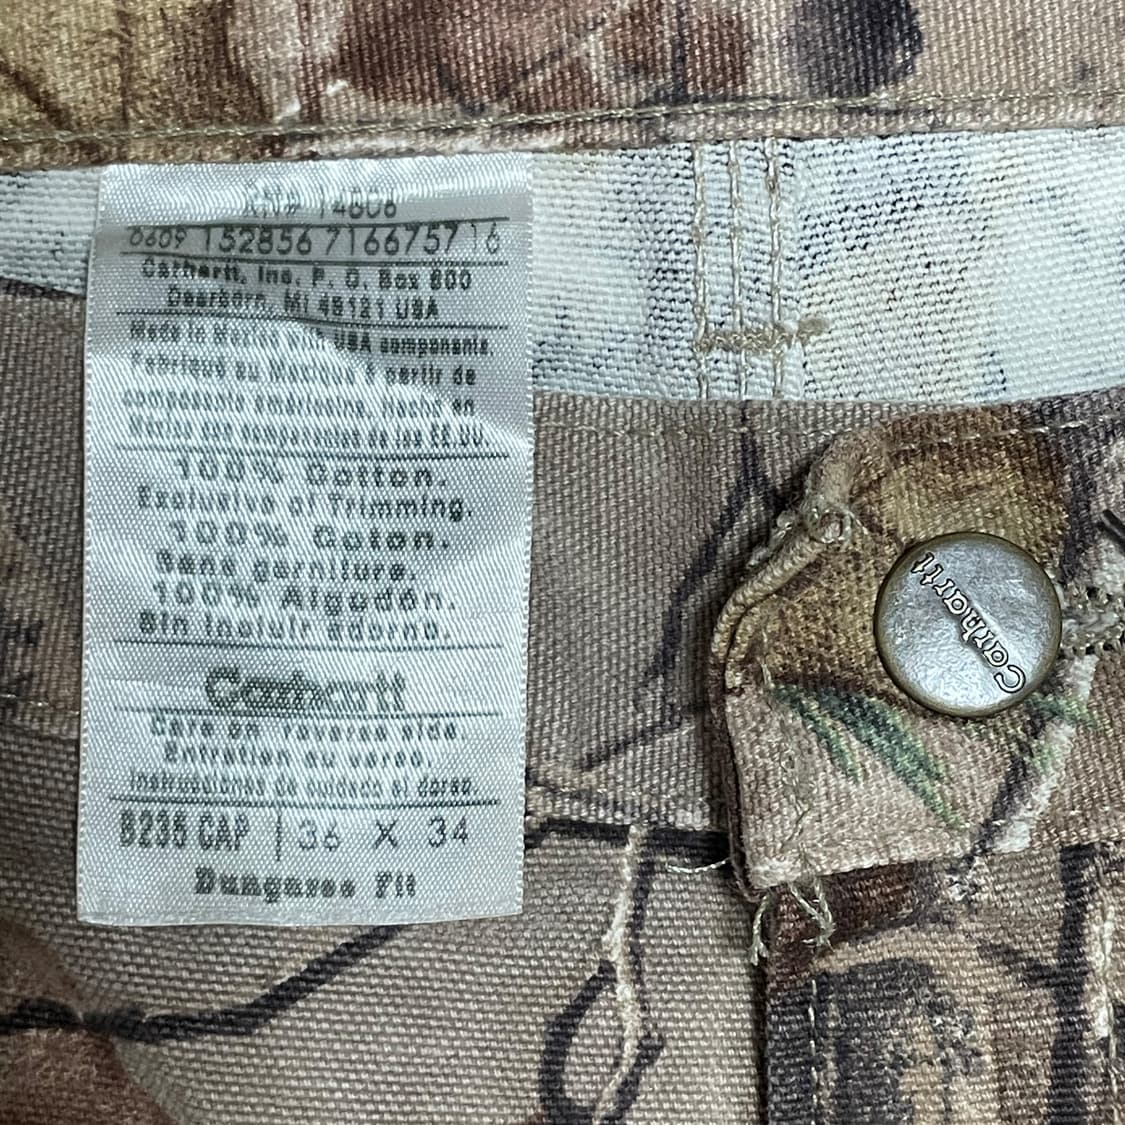 RN# 14806
0609 152856 7166757 16
Carhartt, Inc. P. O. Box 600
Dearborn, MI 48121 USA
Made in Mexico with USA components.
Fabriqué au Mexique à partir de
composants américains. Hecho en
México con componentes de los EE.UU.
100% Cotton.
Exclusive of Trimming.
100% Coton.
Sans garniture.
100% Algodón.
Sin incluir adorno.
Carhartt
Care on reverse side.
Entretien au verso.
Instrucciones de cuidado al dorso.
B235 CAP | 36 X 34
Dungaree Fit
Carhartt